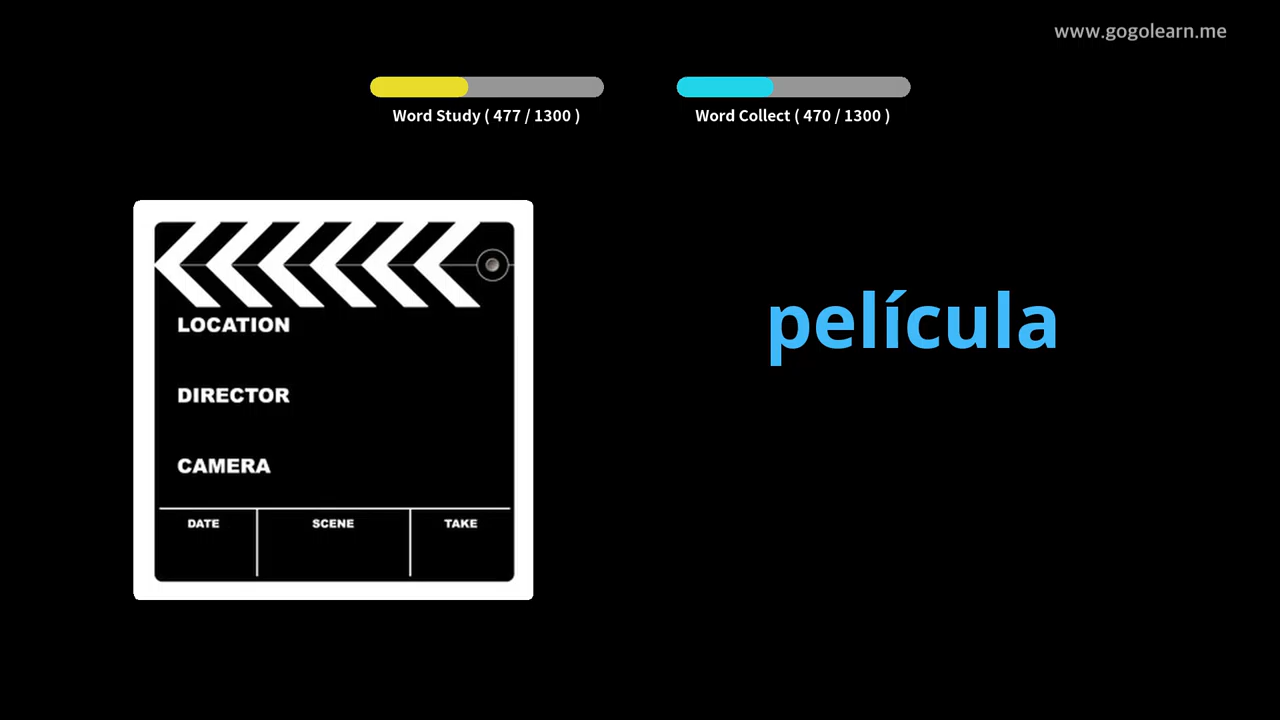 www.gogolearn.me
Word Study ( 477 / 1300 )
Word Collect ( 470 / 1300 )
LOCATION
DIRECTOR
CAMERA
DATE
SCENE
TAKE
película